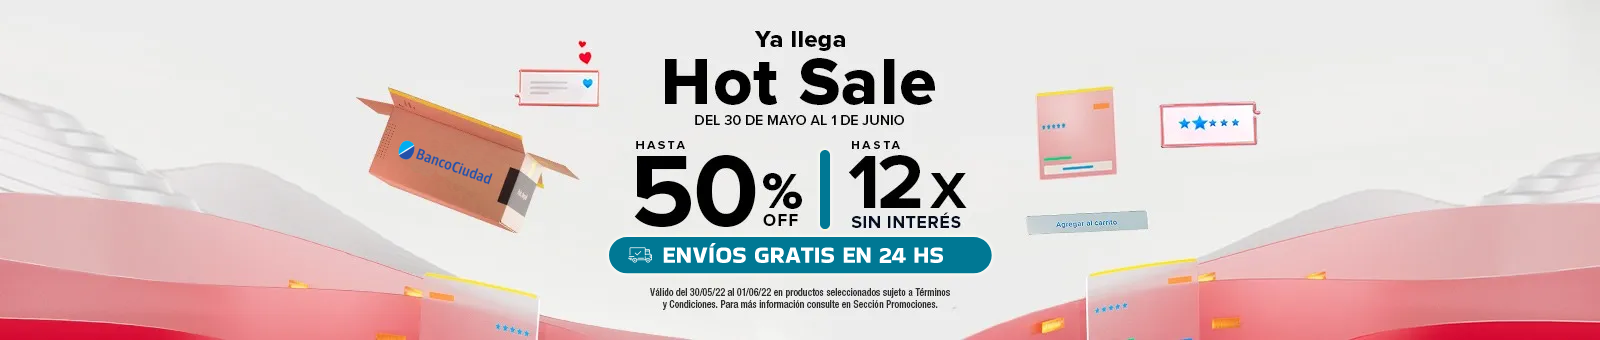 Ya llega
Hot Sale
DEL 30 DE MAYO AL 1 DE JUNIO
HASTA
50% OFF
HASTA
12X
SIN INTERÉS
ENVÍOS GRATIS EN 24 HS
Válido del 30/05/22 al 01/06/22 en productos seleccionados sujeto a Términos
y Condiciones. Para más información consulte en Sección Promociones.
BancoCiudad
Agregar al carrito